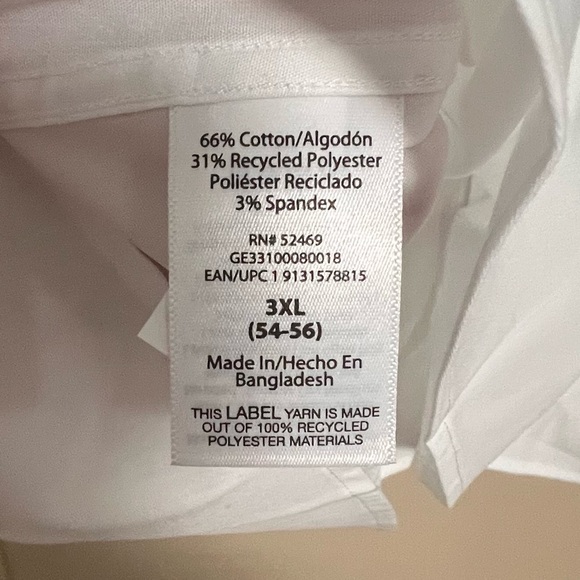 66% Cotton/Algodón
31% Recycled Polyester
Poliéster Reciclado
3% Spandex
RN# 52469
GE33100080018
EAN/UPC 1 9131578815
3XL
(54-56)
Made In/Hecho En
Bangladesh
THIS LABEL YARN IS MADE
OUT OF 100% RECYCLED
POLYESTER MATERIALS